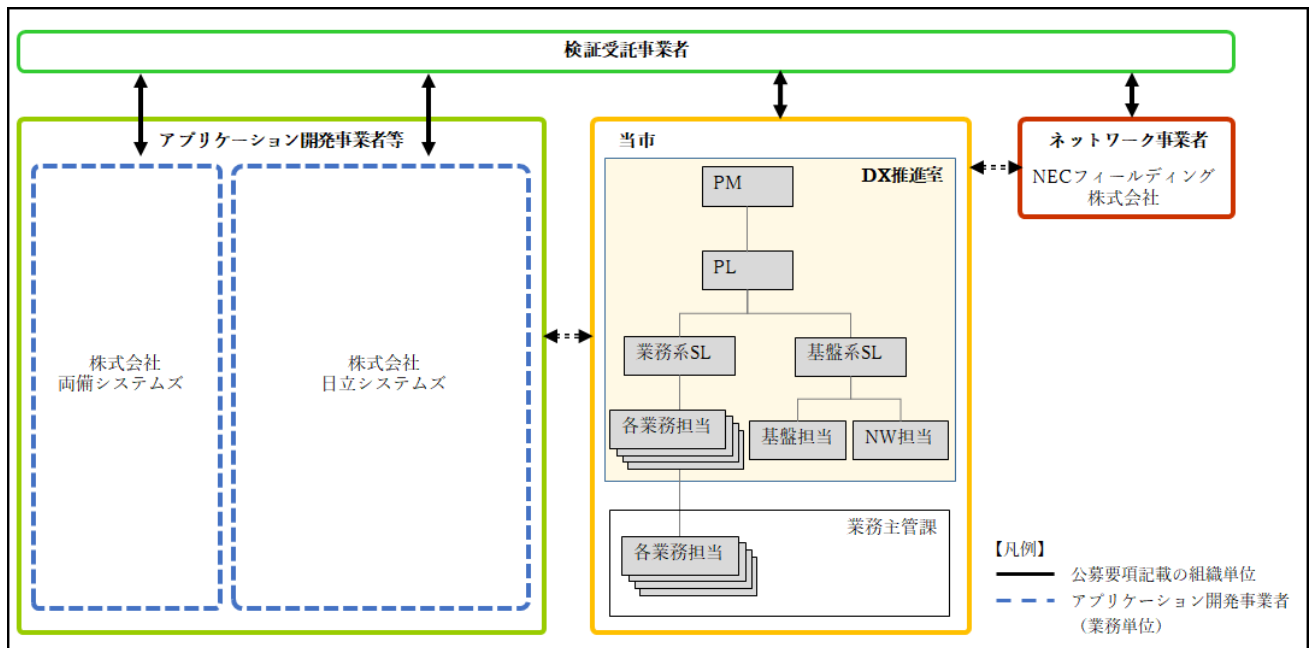 検証受託事業者
アプリケーション開発事業者等
株式会社
両備システムズ
株式会社
日立システムズ
当市
DX推進室
PM
PL
業務系SL
基盤系SL
各業務担当
基盤担当
NW担当
業務主管課
各業務担当
ネットワーク事業者
NECフィールディング
株式会社
【凡例】
公募要項記載の組織単位
アプリケーション開発事業者
（業務単位）